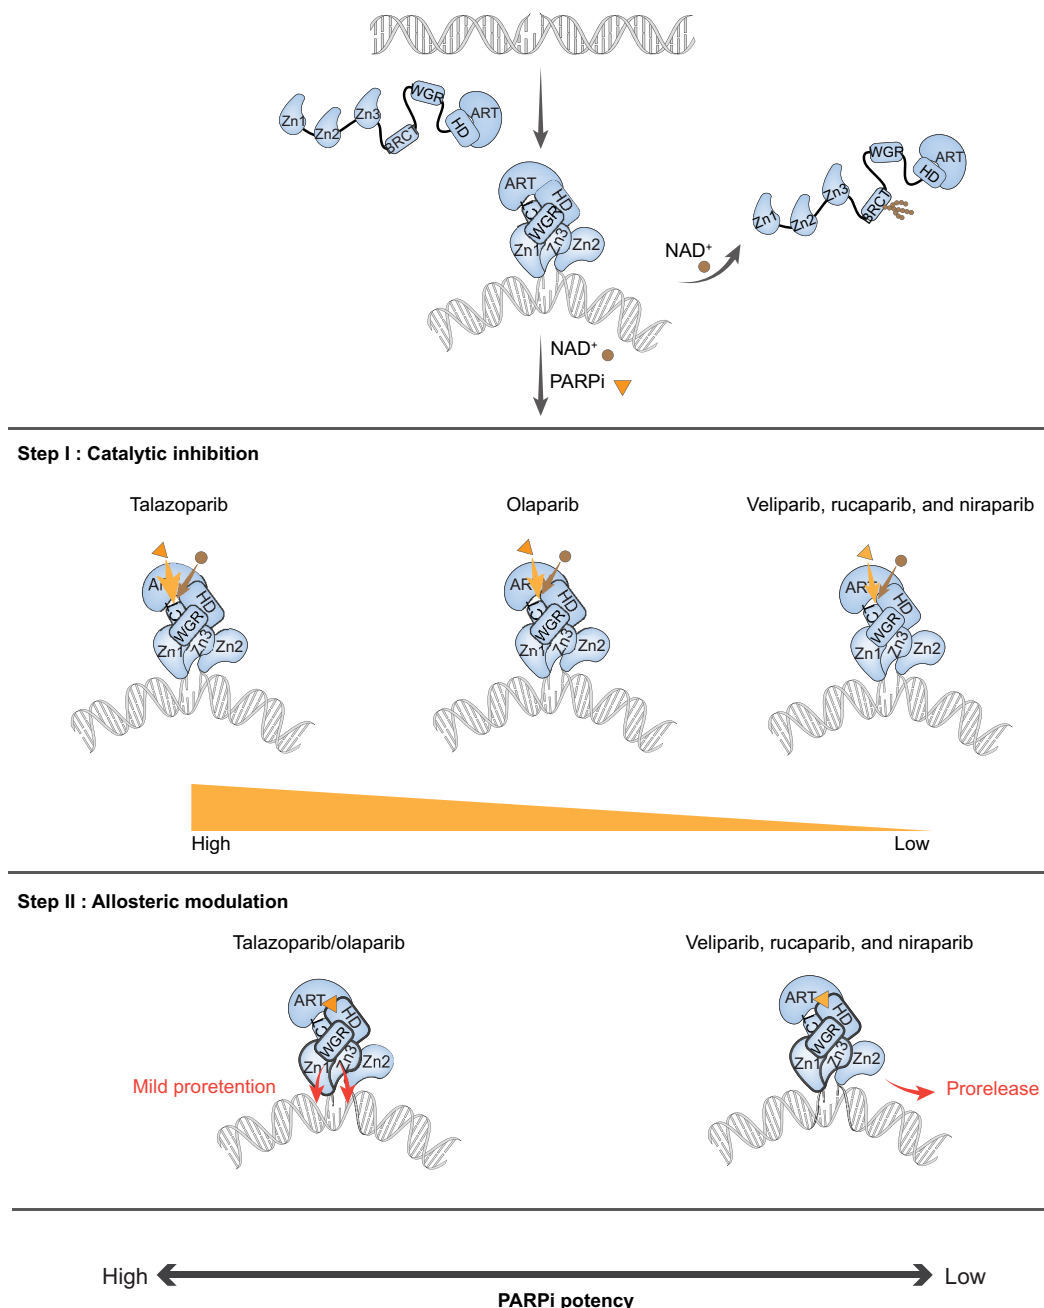 WGR
ART
Zn1
Zn2
Zn3
HD
BRCT
WGR
ART
HD
Zn3
BRCT
Zn1
Zn2
ART
HD
WGR
Zn1
Zn3
Zn2
NAD+
NAD+
PARPi
Step I : Catalytic inhibition
Talazoparib
Olaparib
Veliparib, rucaparib, and niraparib
HD
WGR
Zn1
Zn3
Zn2
HD
WGR
Zn1
Zn3
Zn2
ART
HD
WGR
Zn1
Zn3
Zn2
High
Low
Step II : Allosteric modulation
Talazoparib/olaparib
Veliparib, rucaparib, and niraparib
ART
HD
WGR
Zn1
Zn3
Zn2
Mild proretention
ART
HD
WGR
Zn1
Zn3
Zn2
Prorelease
High
Low
PARPi potency